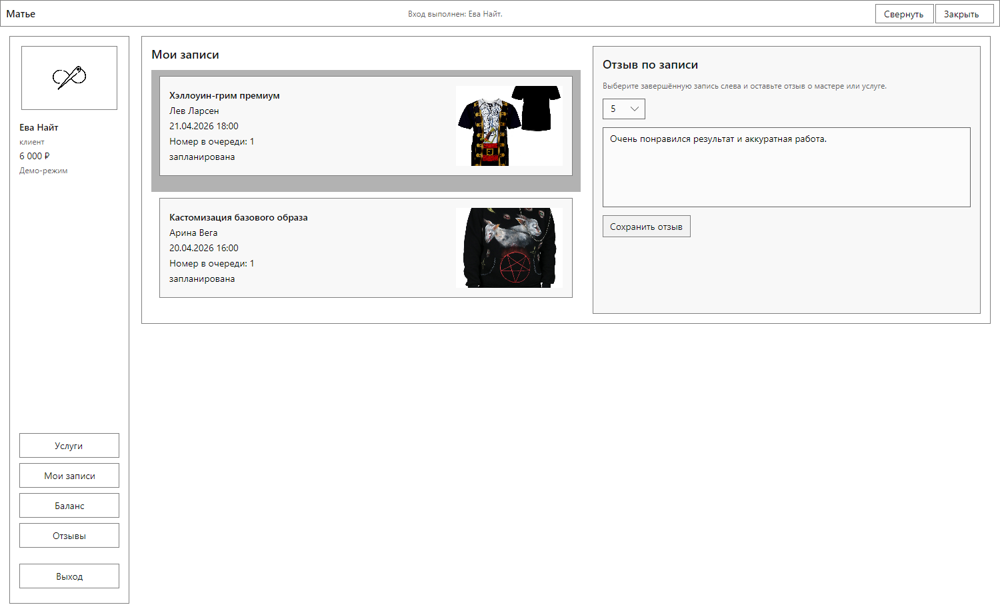 Матье
Вход выполнен: Ева Найт.
Свернуть
Закрыть
Ева Найт
клиент
6 000 ₽
Демо-режим
Услуги
Мои записи
Баланс
Отзывы
Выход
Мои записи
Хэллоуин-грим премиум
Лев Ларсен
21.04.2026 18:00
Номер в очереди: 1
запланирована
Кастомизация базового образа
Арина Вега
20.04.2026 16:00
Номер в очереди: 1
запланирована
Отзыв по записи
Выберите завершённую запись слева и оставьте отзыв о мастере или услуге.
5
Очень понравился результат и аккуратная работа.
Сохранить отзыв